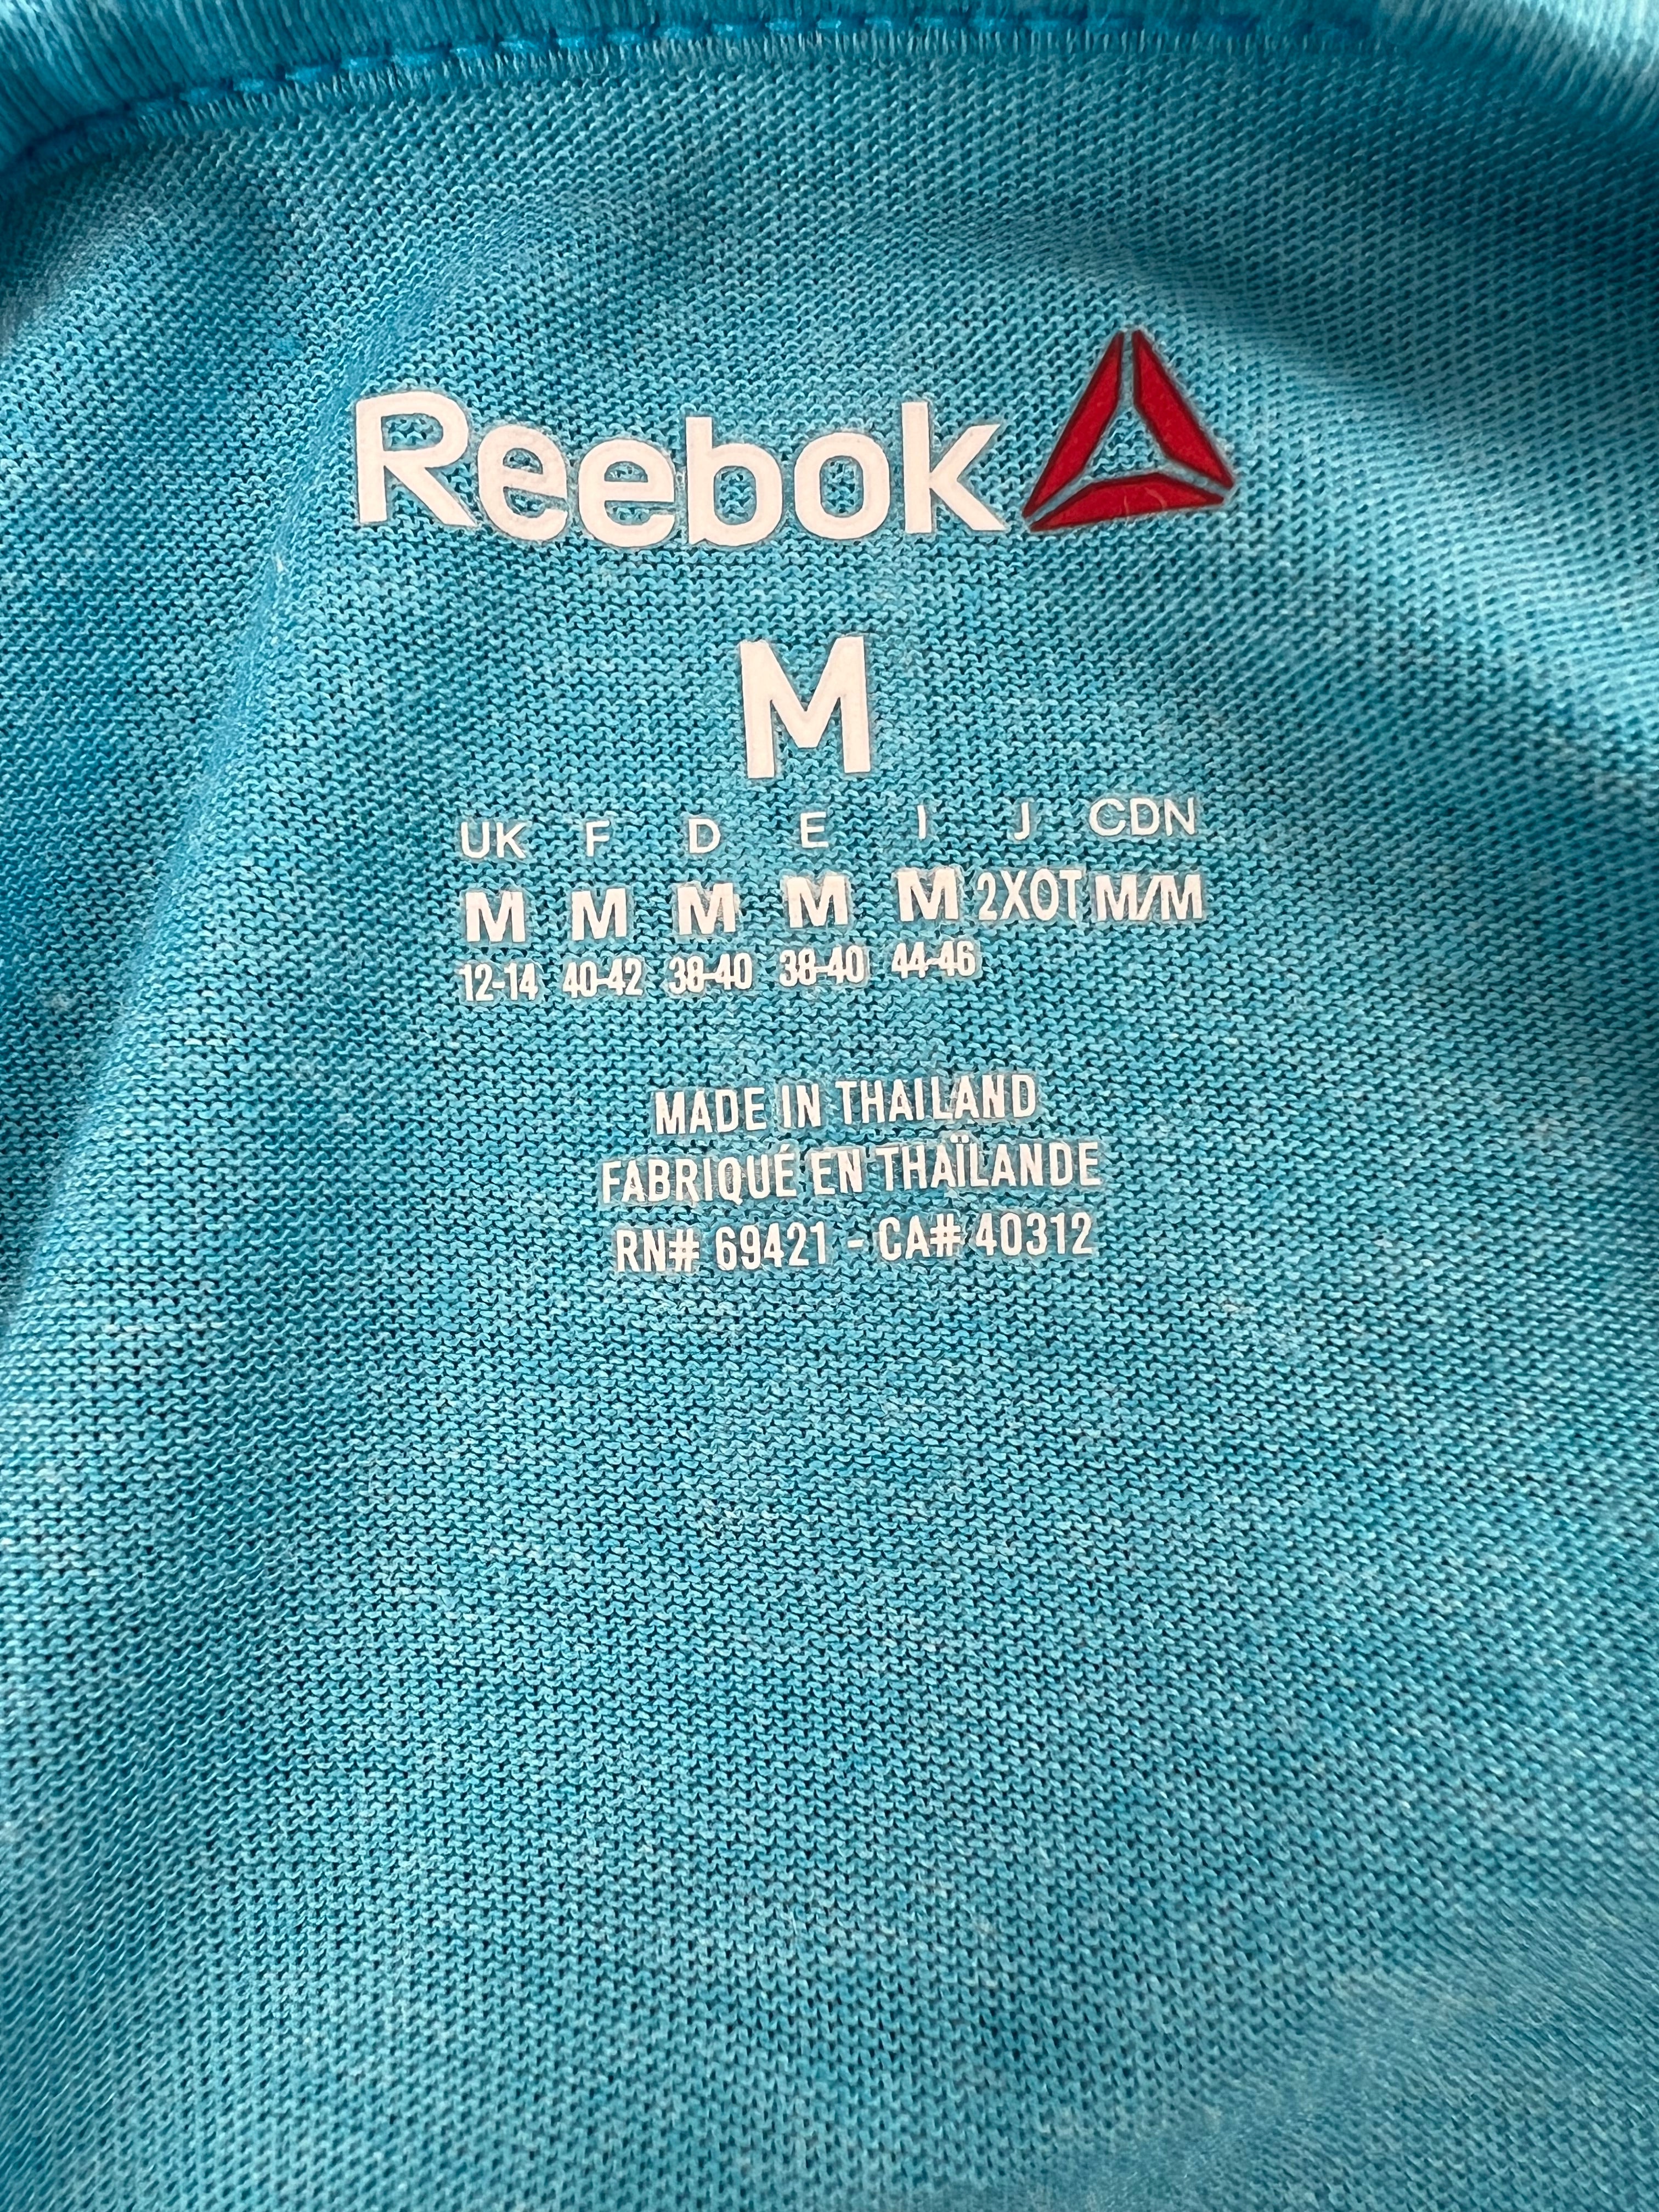 Reebok
M
UK F D E I J CDN
M M M M M 2XOT M/M
12-14 40-42 38-40 38-40 44-46
MADE IN THAILAND
FABRIQUÉ EN THAÏLANDE
RN# 69421 - CA# 40312